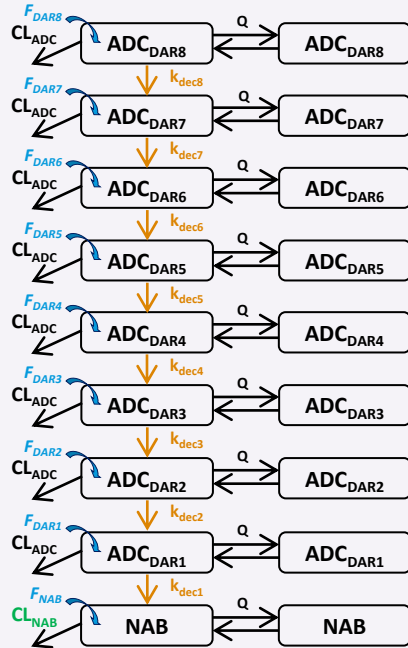 F_DAR8
CL_ADC
ADC_DAR8
Q
ADC_DAR8
k_dec8
F_DAR7
CL_ADC
ADC_DAR7
Q
ADC_DAR7
k_dec7
F_DAR6
CL_ADC
ADC_DAR6
Q
ADC_DAR6
k_dec6
F_DAR5
CL_ADC
ADC_DAR5
Q
ADC_DAR5
k_dec5
F_DAR4
CL_ADC
ADC_DAR4
Q
ADC_DAR4
k_dec4
F_DAR3
CL_ADC
ADC_DAR3
Q
ADC_DAR3
k_dec3
F_DAR2
CL_ADC
ADC_DAR2
Q
ADC_DAR2
k_dec2
F_DAR1
CL_ADC
ADC_DAR1
Q
ADC_DAR1
k_dec1
F_NAB
CL_NAB
NAB
Q
NAB